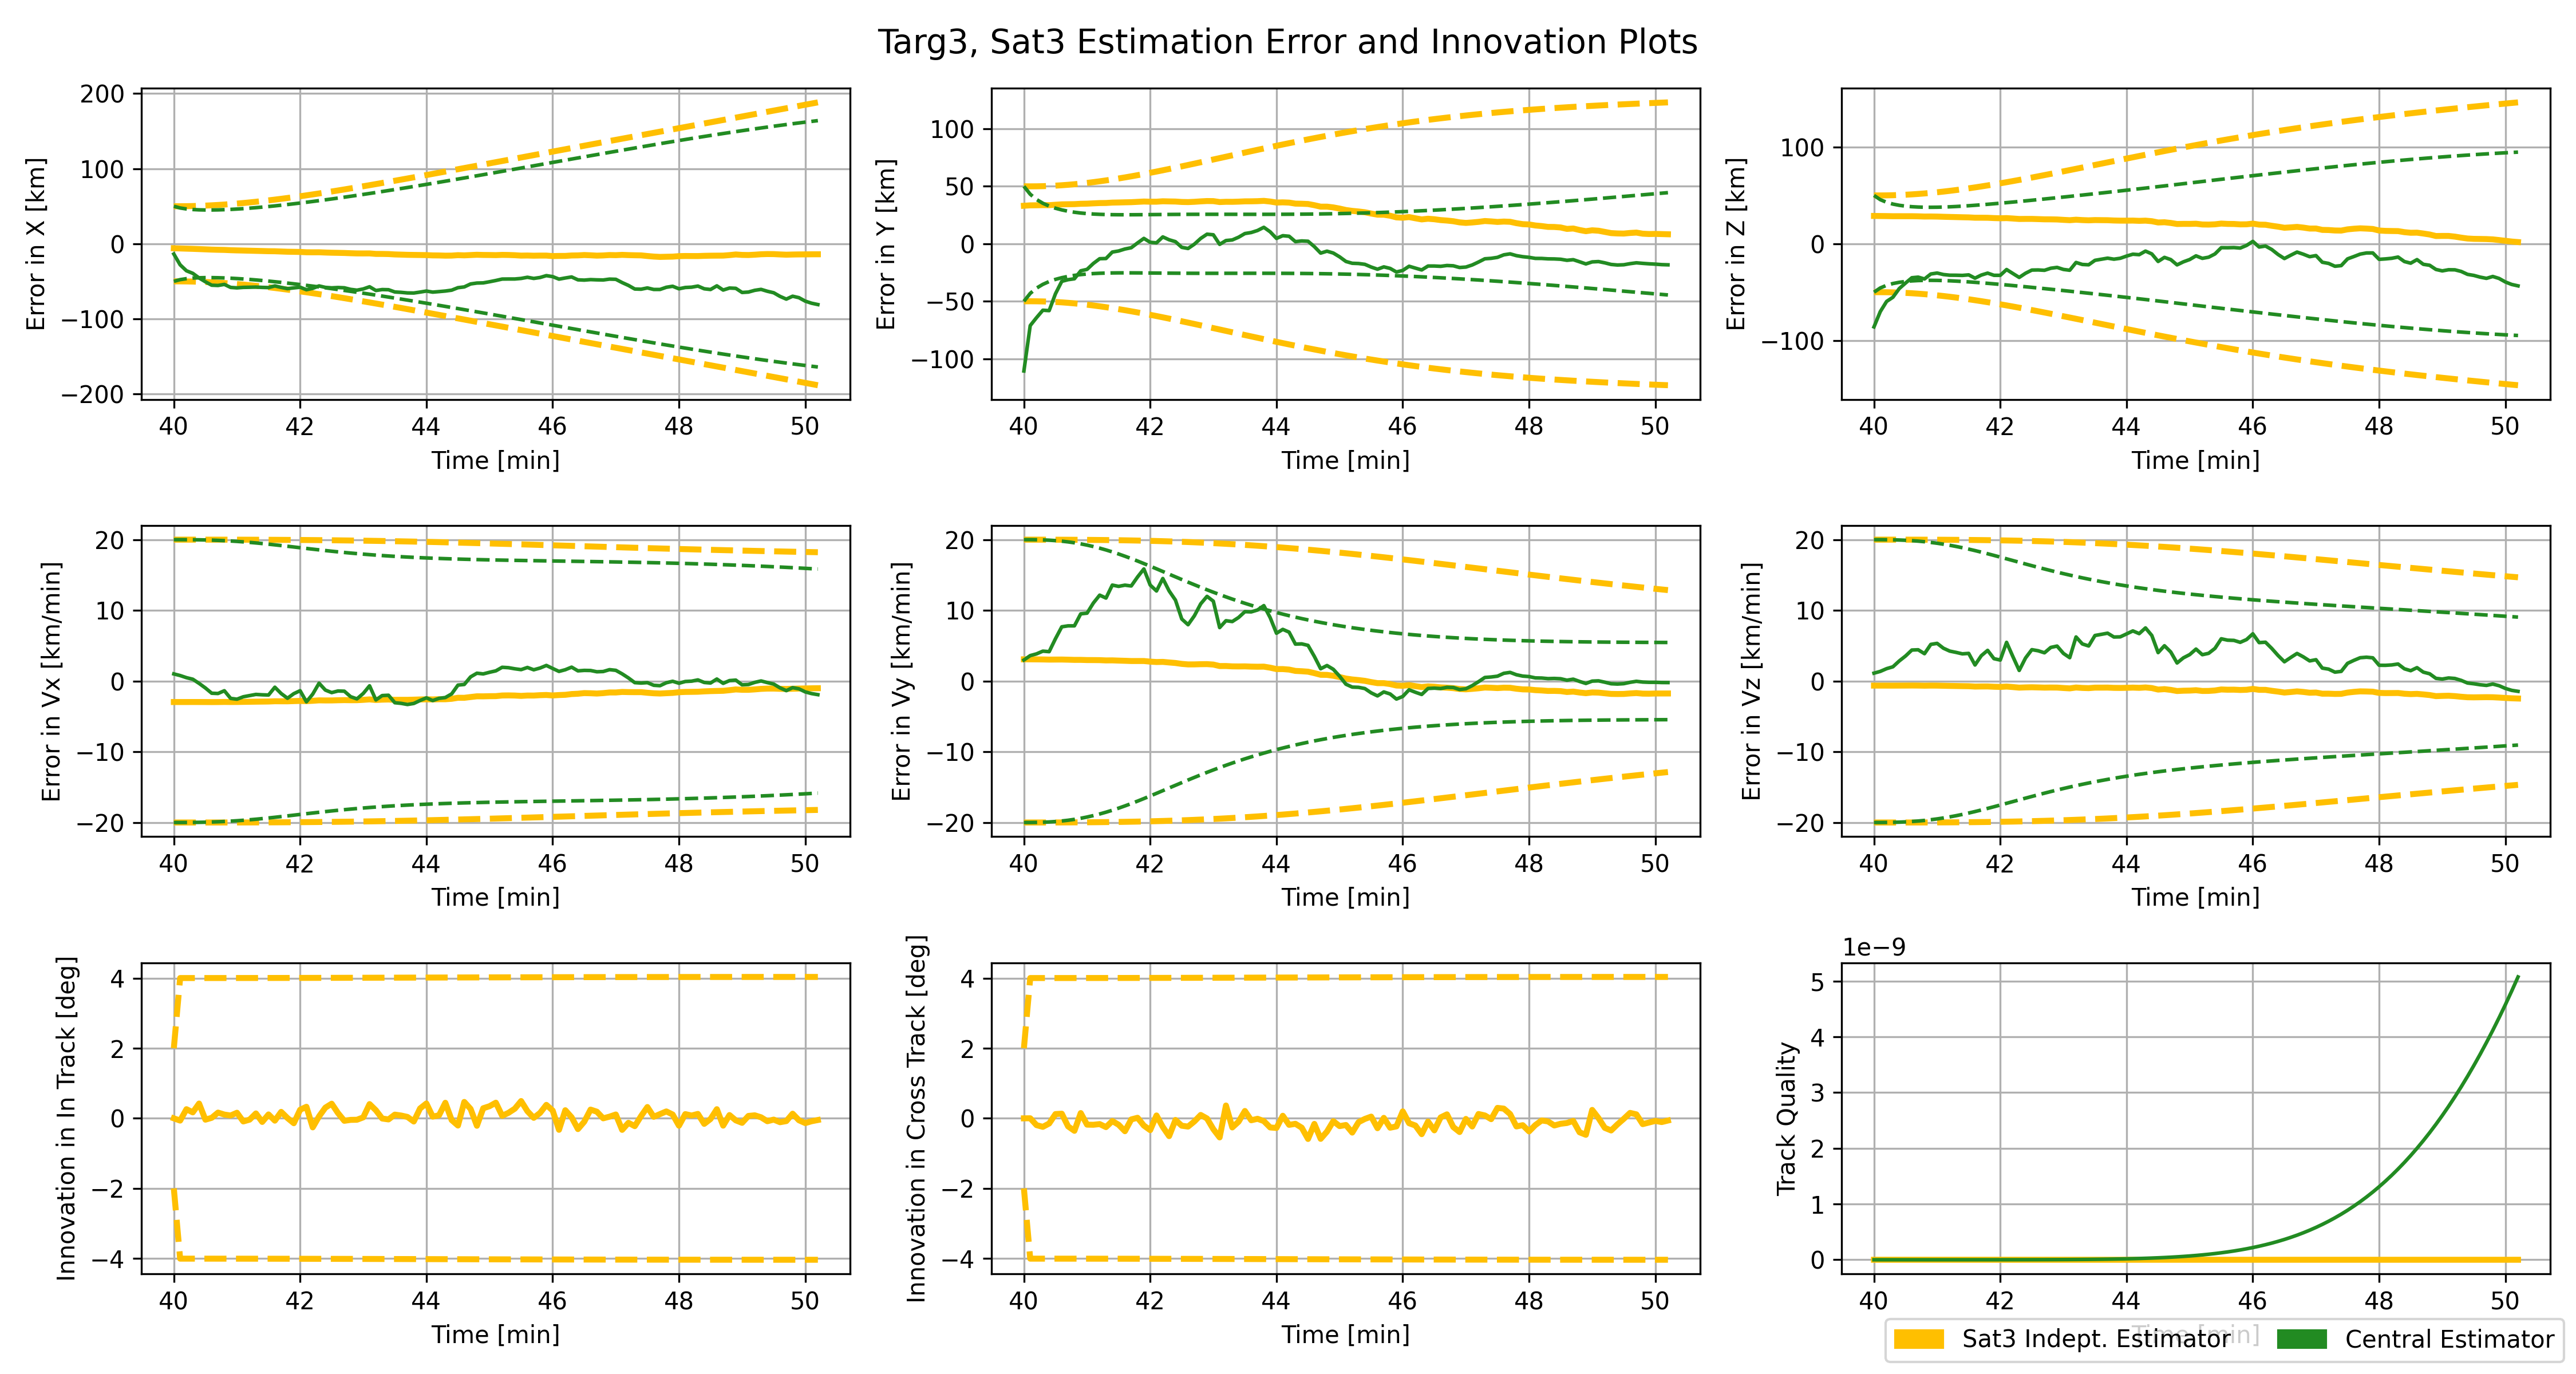 Targ3, Sat3 Estimation Error and Innovation Plots
Error in X [km]
200
100
0
−100
−200
40 42 44 46 48 50
Time [min]
Error in Y [km]
100
50
0
−50
−100
40 42 44 46 48 50
Time [min]
Error in Z [km]
100
0
−100
40 42 44 46 48 50
Time [min]
Error in Vx [km/min]
20
10
0
−10
−20
40 42 44 46 48 50
Time [min]
Error in Vy [km/min]
20
10
0
−10
−20
40 42 44 46 48 50
Time [min]
Error in Vz [km/min]
20
10
0
−10
−20
40 42 44 46 48 50
Time [min]
Innovation in In Track [deg]
4
2
0
−2
−4
40 42 44 46 48 50
Time [min]
Innovation in Cross Track [deg]
4
2
0
−2
−4
40 42 44 46 48 50
Time [min]
1e−9
Track Quality
5
4
3
2
1
0
40 42 44 46 48 50
Time [min]
Sat3 Indept. Estimator
Central Estimator